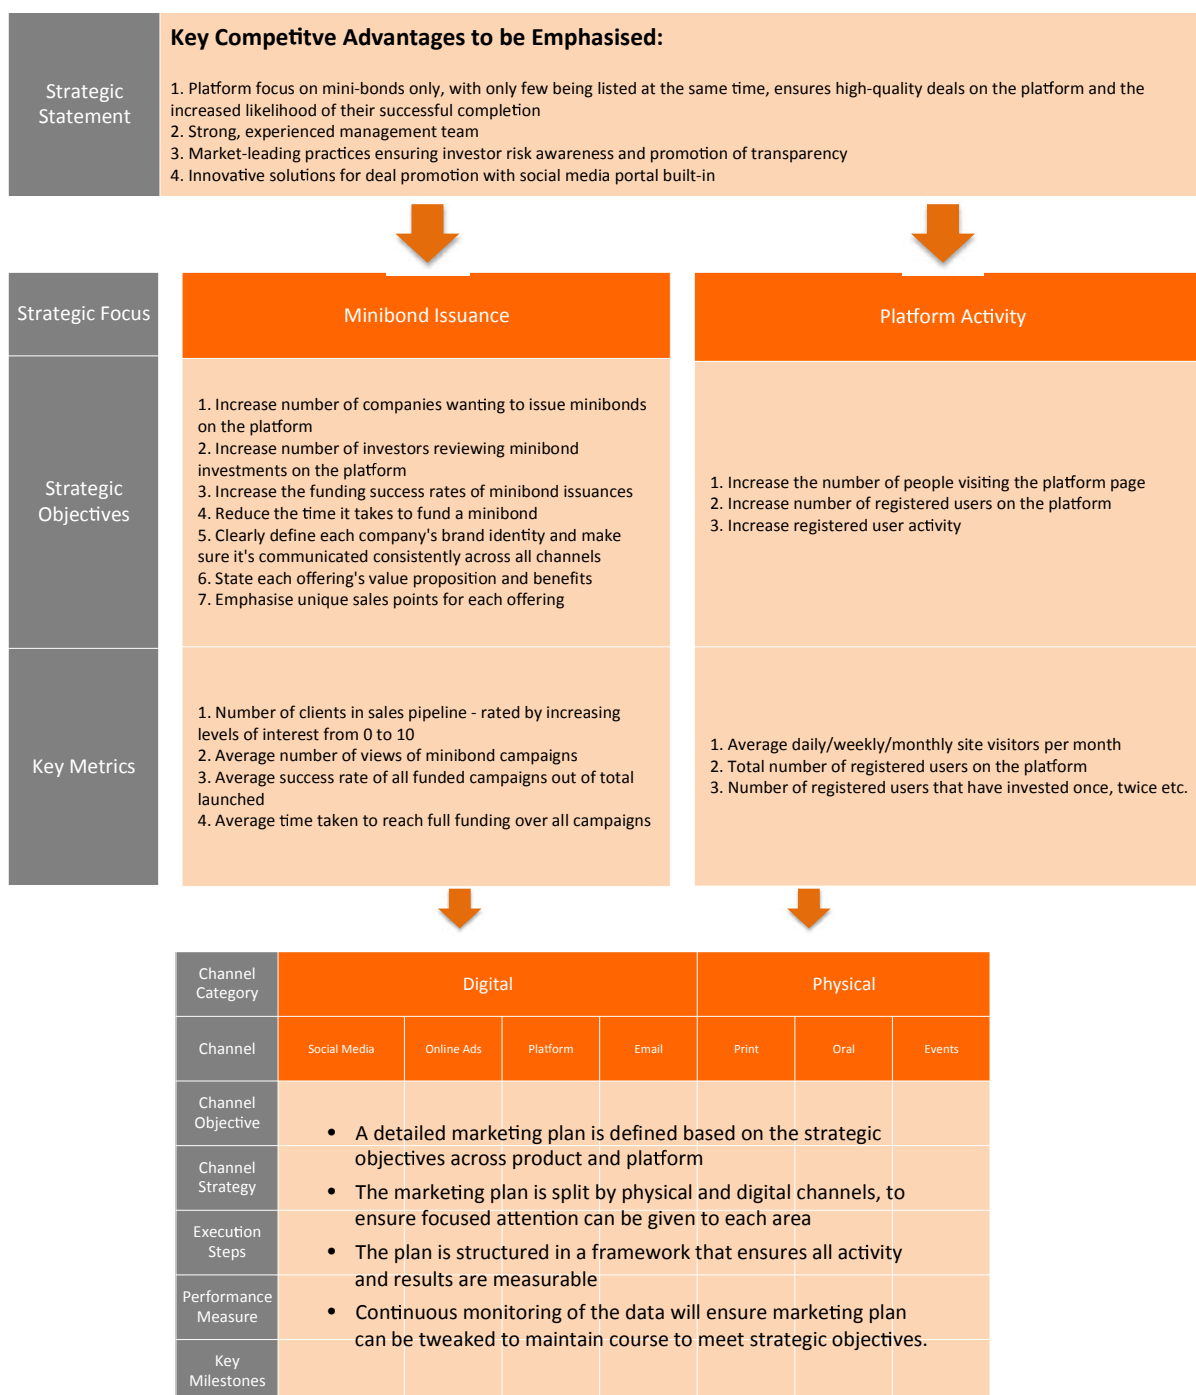 Strategic
Statement
Key Competitve Advantages to be Emphasised:
1. Platform focus on mini-bonds only, with only few being listed at the same time, ensures high-quality deals on the platform and the
increased likelihood of their successful completion
2. Strong, experienced management team
3. Market-leading practices ensuring investor risk awareness and promotion of transparency
4. Innovative solutions for deal promotion with social media portal built-in
Strategic Focus
Minibond Issuance
Platform Activity
Strategic
Objectives
1. Increase number of companies wanting to issue minibonds
on the platform
2. Increase number of investors reviewing minibond
investments on the platform
3. Increase the funding success rates of minibond issuances
4. Reduce the time it takes to fund a minibond
5. Clearly define each company's brand identity and make
sure it's communicated consistently across all channels
6. State each offering's value proposition and benefits
7. Emphasise unique sales points for each offering
1. Increase the number of people visiting the platform page
2. Increase number of registered users on the platform
3. Increase registered user activity
Key Metrics
1. Number of clients in sales pipeline - rated by increasing
levels of interest from 0 to 10
2. Average number of views of minibond campaigns
3. Average success rate of all funded campaigns out of total
launched
4. Average time taken to reach full funding over all campaigns
1. Average daily/weekly/monthly site visitors per month
2. Total number of registered users on the platform
3. Number of registered users that have invested once, twice etc.
Channel
Category
Digital
Physical
Channel
Social Media
Online Ads
Platform
Email
Print
Oral
Events
Channel
Objective
Channel
Strategy
Execution
Steps
Performance
Measure
Key
Milestones
• A detailed marketing plan is defined based on the strategic
objectives across product and platform
• The marketing plan is split by physical and digital channels, to
ensure focused attention can be given to each area
• The plan is structured in a framework that ensures all activity
and results are measurable
• Continuous monitoring of the data will ensure marketing plan
can be tweaked to maintain course to meet strategic objectives.